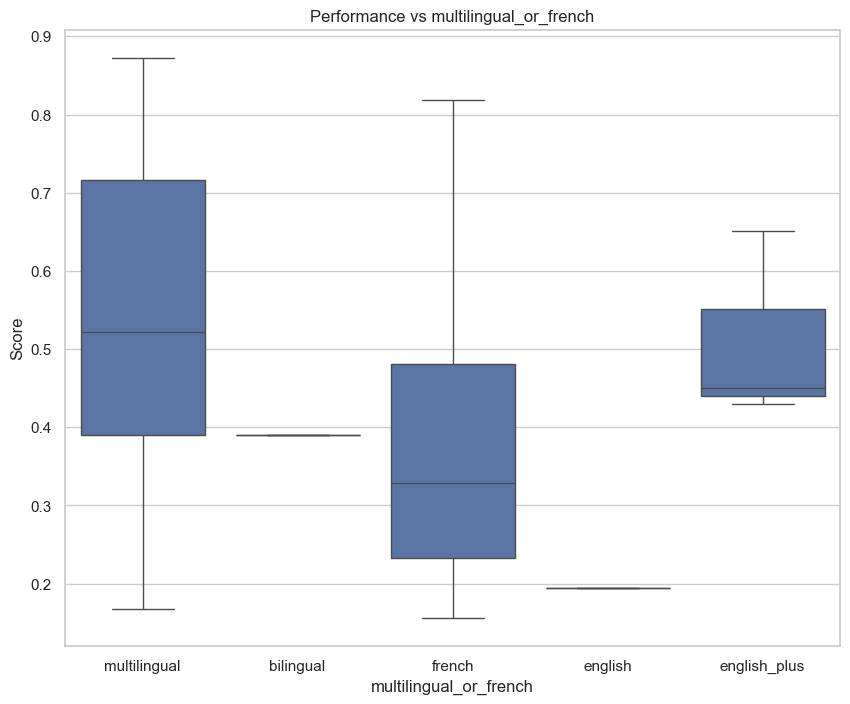 Performance vs multilingual_or_french
0.9
0.8
0.7
0.6
0.5
0.4
0.3
0.2
Score
multilingual bilingual french english english_plus
multilingual_or_french